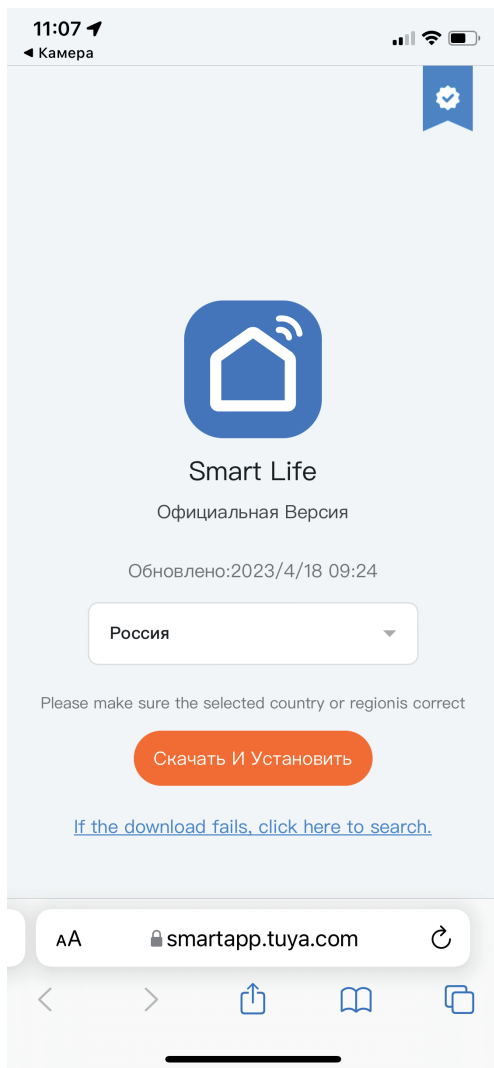 11:07
Камера
Smart Life
Официальная Версия
Обновлено:2023/4/18 09:24
Россия
Please make sure the selected country or regionis correct
Скачать И Установить
If the download fails, click here to search.
AA
smartapp.tuya.com